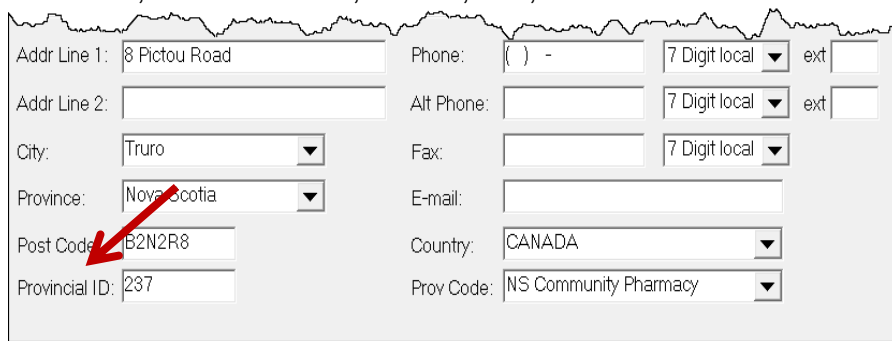 Addr Line 1: 8 Pictou Road Phone: ( ) - 7 Digit local ext
Addr Line 2: Alt Phone: 7 Digit local ext
City: Truro Fax: 7 Digit local
Province: Nova Scotia E-mail:
Post Code B2N2R8 Country: CANADA
Provincial ID: 237 Prov Code: NS Community Pharmacy